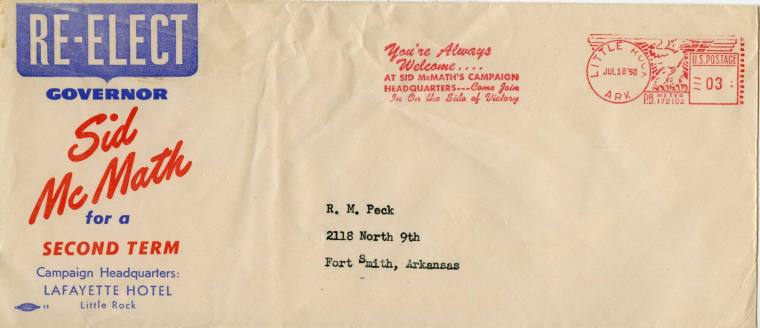 RE-ELECT
GOVERNOR
Sid
McMath
for a
SECOND TERM
Campaign Headquarters:
LAFAYETTE HOTEL
Little Rock
11
You're Always
Welcome....
AT SID McMATH'S CAMPAIGN
HEADQUARTERS---Come Join
In On the Side of Victory
LITTLE ROCK
JUL 18 '50
ARK
U.S. POSTAGE
03
P.B. METER
172102
R. M. Peck
2118 North 9th
Fort Smith, Arkansas